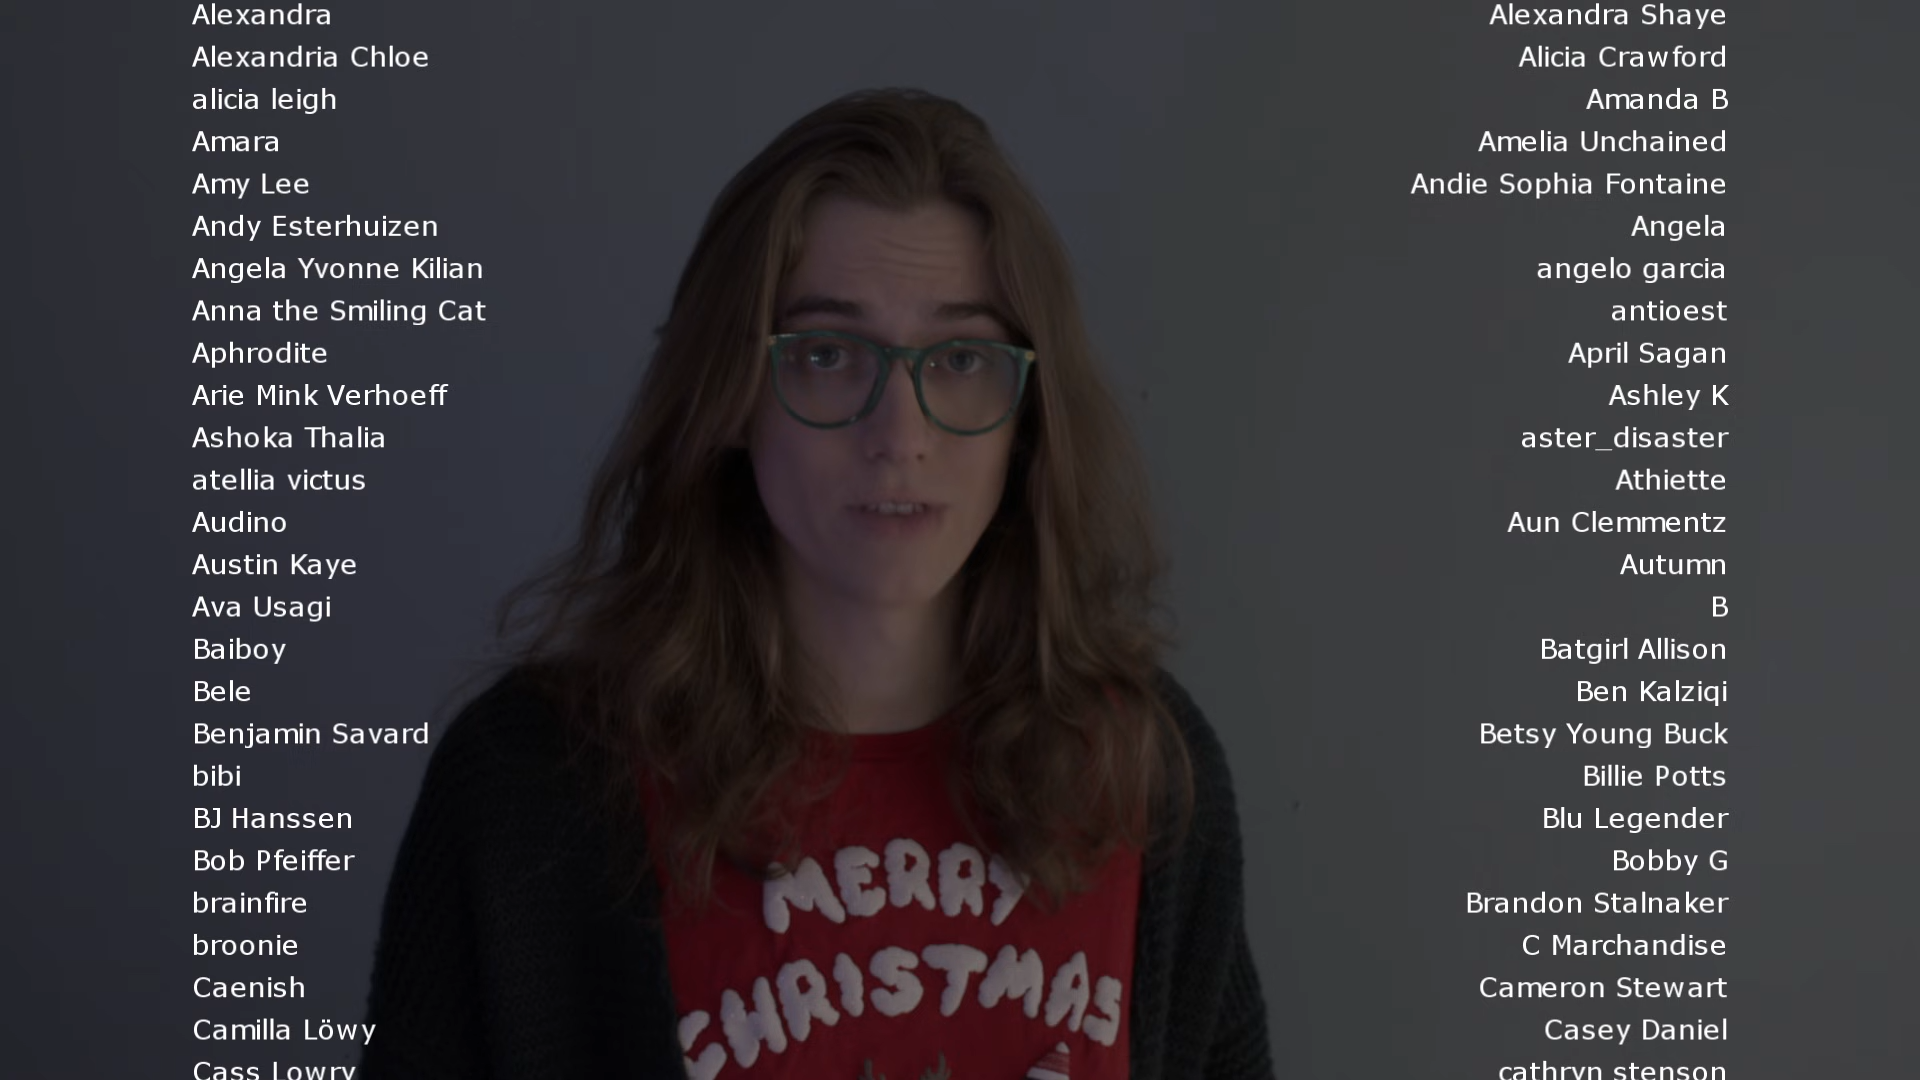 Alexandra
Alexandria Chloe
alicia leigh
Amara
Amy Lee
Andy Esterhuizen
Angela Yvonne Kilian
Anna the Smiling Cat
Aphrodite
Arie Mink Verhoeff
Ashoka Thalia
atellia victus
Audino
Austin Kaye
Ava Usagi
Baiboy
Bele
Benjamin Savard
bibi
BJ Hanssen
Bob Pfeiffer
brainfire
broonie
Caenish
Camilla Löwy
Cass Lowry
Alexandra Shaye
Alicia Crawford
Amanda B
Amelia Unchained
Andie Sophia Fontaine
Angela
angelo garcia
antioest
April Sagan
Ashley K
aster_disaster
Athiette
Aun Clemmentz
Autumn
B
Batgirl Allison
Ben Kalziqi
Betsy Young Buck
Billie Potts
Blu Legender
Bobby G
Brandon Stalnaker
C Marchandise
Cameron Stewart
Casey Daniel
cathryn stenson
MERRY
CHRISTMAS